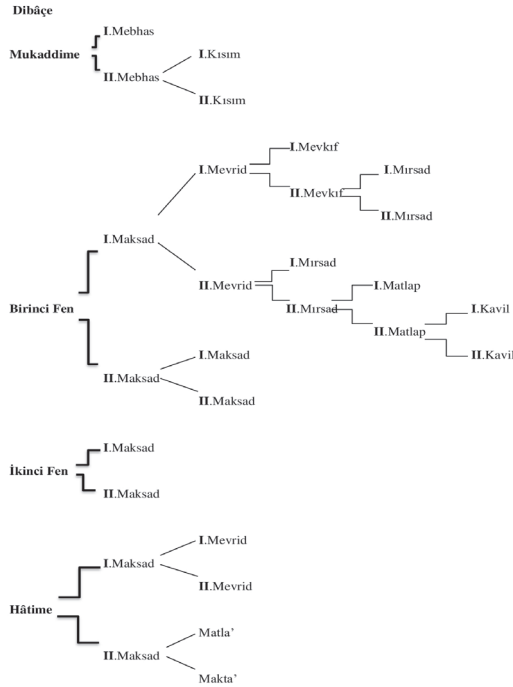 Dibâçe
I.Mebhas
Mukaddime
I.Kısım
II.Mebhas
II.Kısım
I.Mevkıf
I.Mevrid
I.Mırsad
II.Mevkıf
II.Mırsad
I.Maksad
I.Mırsad
II.Mevrid
I.Matlap
II.Mırsad
I.Kavil
Birinci Fen
II.Matlap
I.Maksad
II.Kavil
II.Maksad
II.Maksad
I.Maksad
İkinci Fen
II.Maksad
I.Mevrid
I.Maksad
II.Mevrid
Hâtime
Matla’
II.Maksad
Makta’